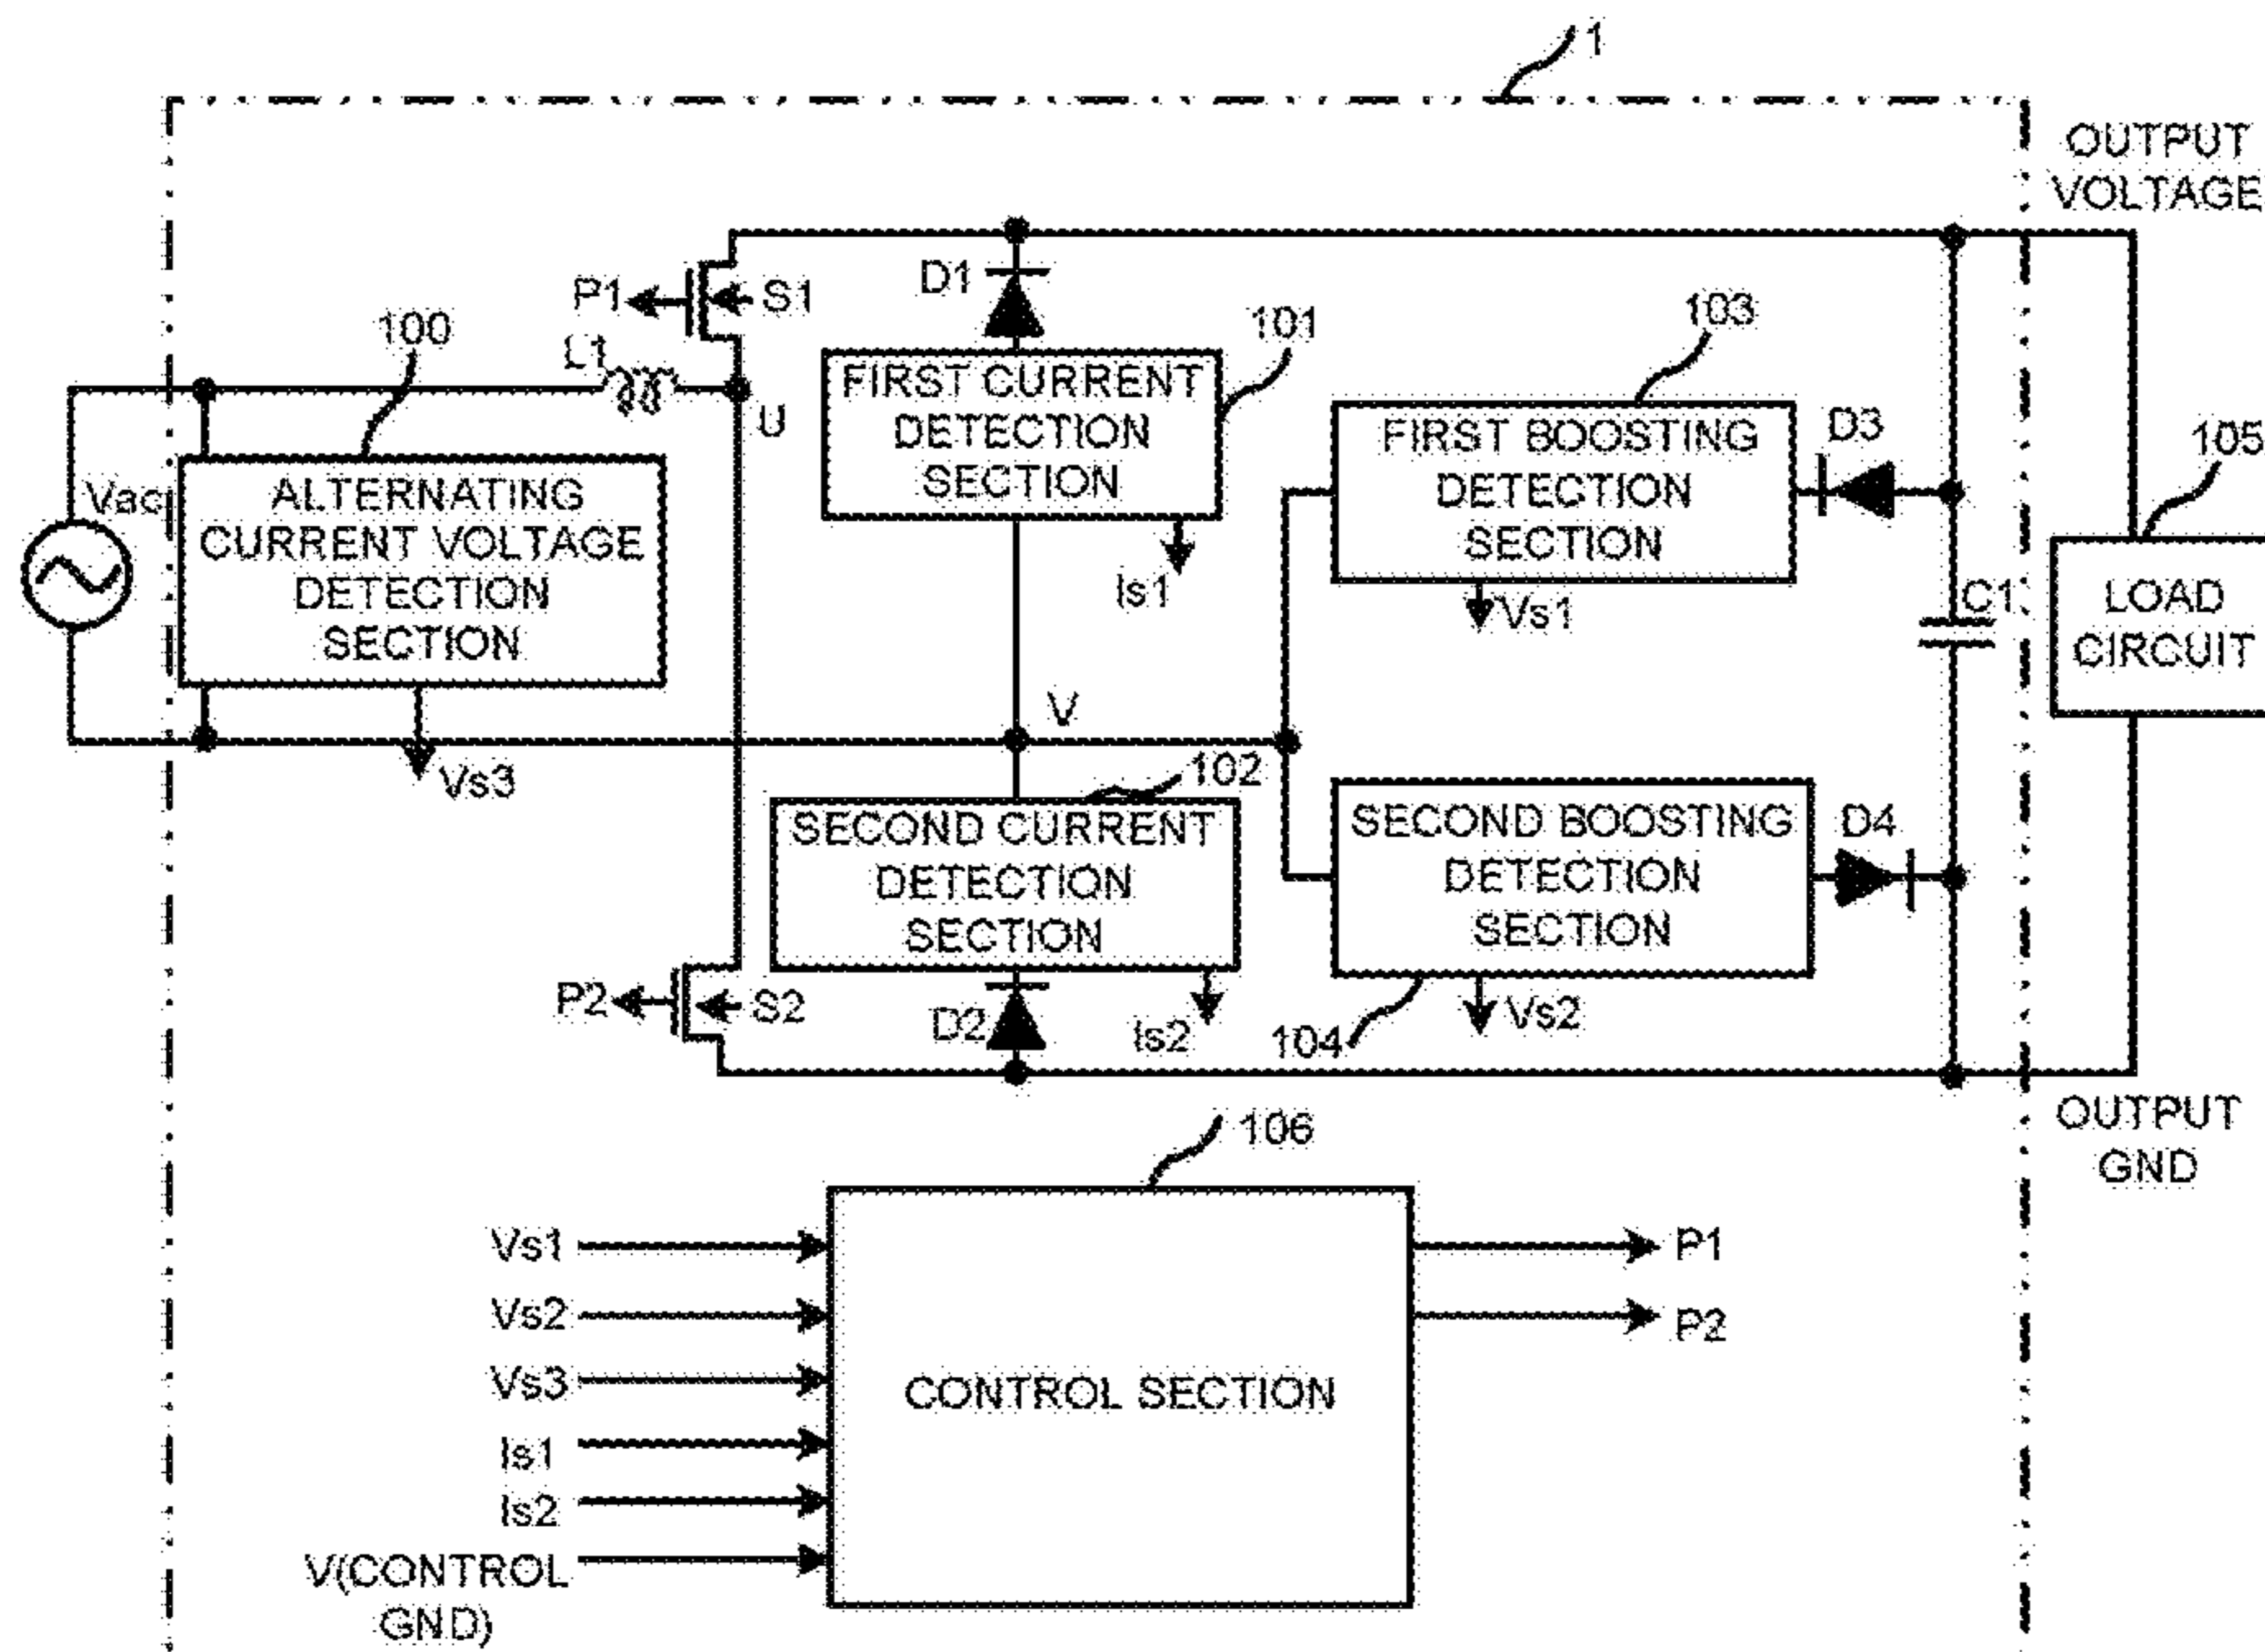 1
OUTPUT
VOLTAGE
D1
P1
S1
100
L1
U
101
FIRST CURRENT
DETECTION
SECTION
Is1
103
FIRST BOOSTING
DETECTION
SECTION
Vs1
D3
105
Vac
ALTERNATING
CURRENT VOLTAGE
DETECTION
SECTION
Vs3
C1
LOAD
CIRCUIT
V
102
SECOND CURRENT
DETECTION
SECTION
Is2
SECOND BOOSTING
DETECTION
SECTION
D4
P2
S2
D2
104
Vs2
OUTPUT
GND
106
Vs1
Vs2
Vs3
Is1
Is2
V(CONTROL
GND)
CONTROL SECTION
P1
P2